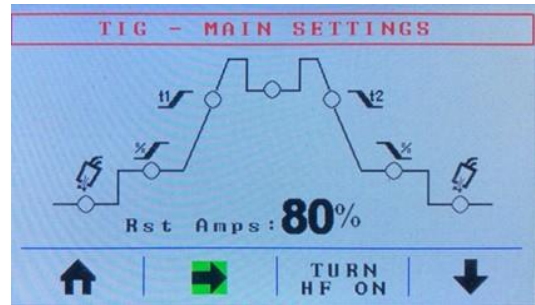 TIG - MAIN SETTINGS
t1
t2
%
%
Rst Amps:80%
TURN
HF ON